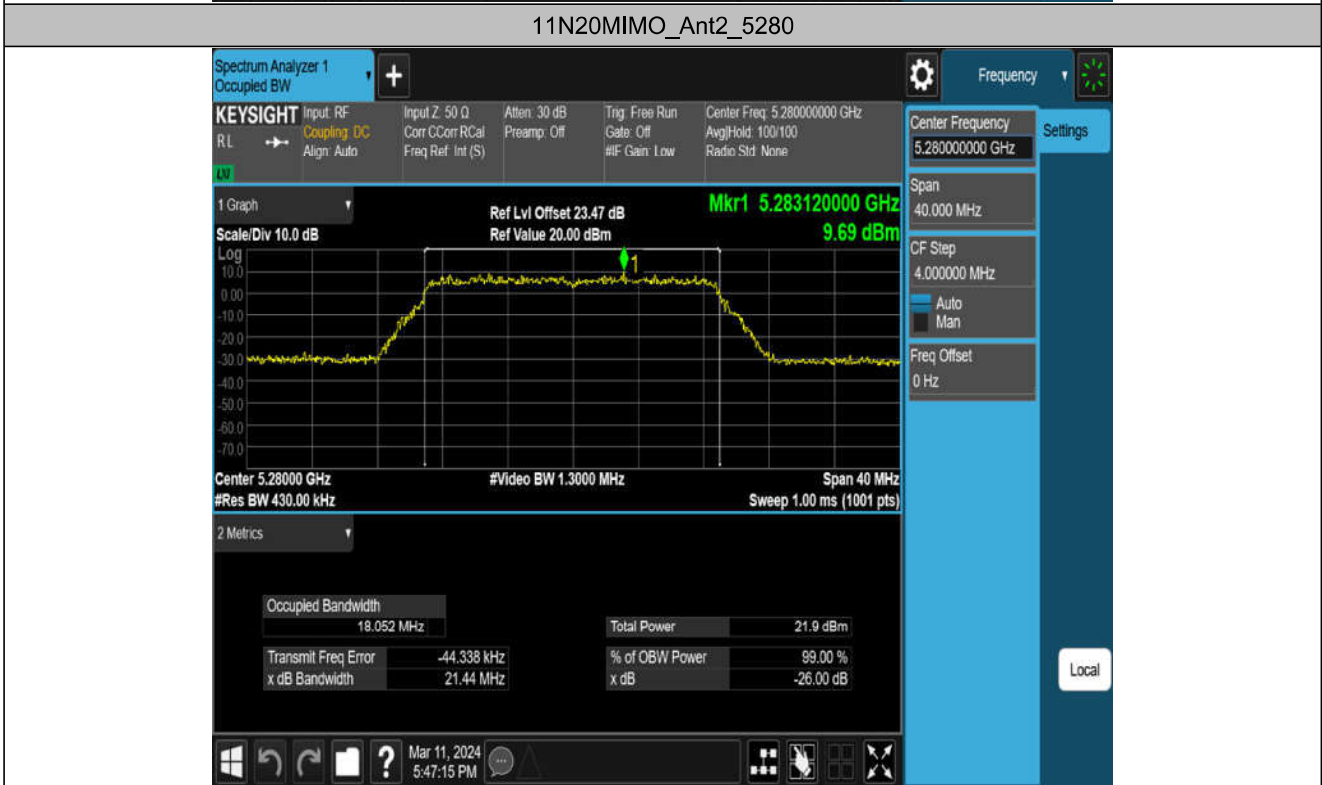 11N20MIMO_Ant2_5280
Spectrum Analyzer 1
Occupied BW
+
Frequency
KEYSIGHT
RL
LXI
Input: RF
Coupling: DC
Align: Auto
Input Z: 50 Ω
Corr CCorr RCal
Freq Ref: Int (S)
Atten: 30 dB
Preamp: Off
Trig: Free Run
Gate: Off
#IF Gain: Low
Center Freq: 5.280000000 GHz
Avg|Hold: 100/100
Radio Std: None
Center Frequency
5.280000000 GHz
Settings
Span
40.000 MHz
CF Step
4.000000 MHz
Auto
Man
Freq Offset
0 Hz
1 Graph
Scale/Div 10.0 dB
Ref Lvl Offset 23.47 dB
Ref Value 20.00 dBm
Mkr1 5.283120000 GHz
9.69 dBm
Log
10.0
0.00
-10.0
-20.0
-30.0
-40.0
-50.0
-60.0
-70.0
1
Center 5.28000 GHz
#Video BW 1.3000 MHz
Span 40 MHz
#Res BW 430.00 kHz
Sweep 1.00 ms (1001 pts)
2 Metrics
Occupied Bandwidth
18.052 MHz
Total Power 21.9 dBm
Transmit Freq Error -44.338 kHz
% of OBW Power 99.00 %
x dB Bandwidth 21.44 MHz
x dB -26.00 dB
Local
?
Mar 11, 2024
5:47:15 PM